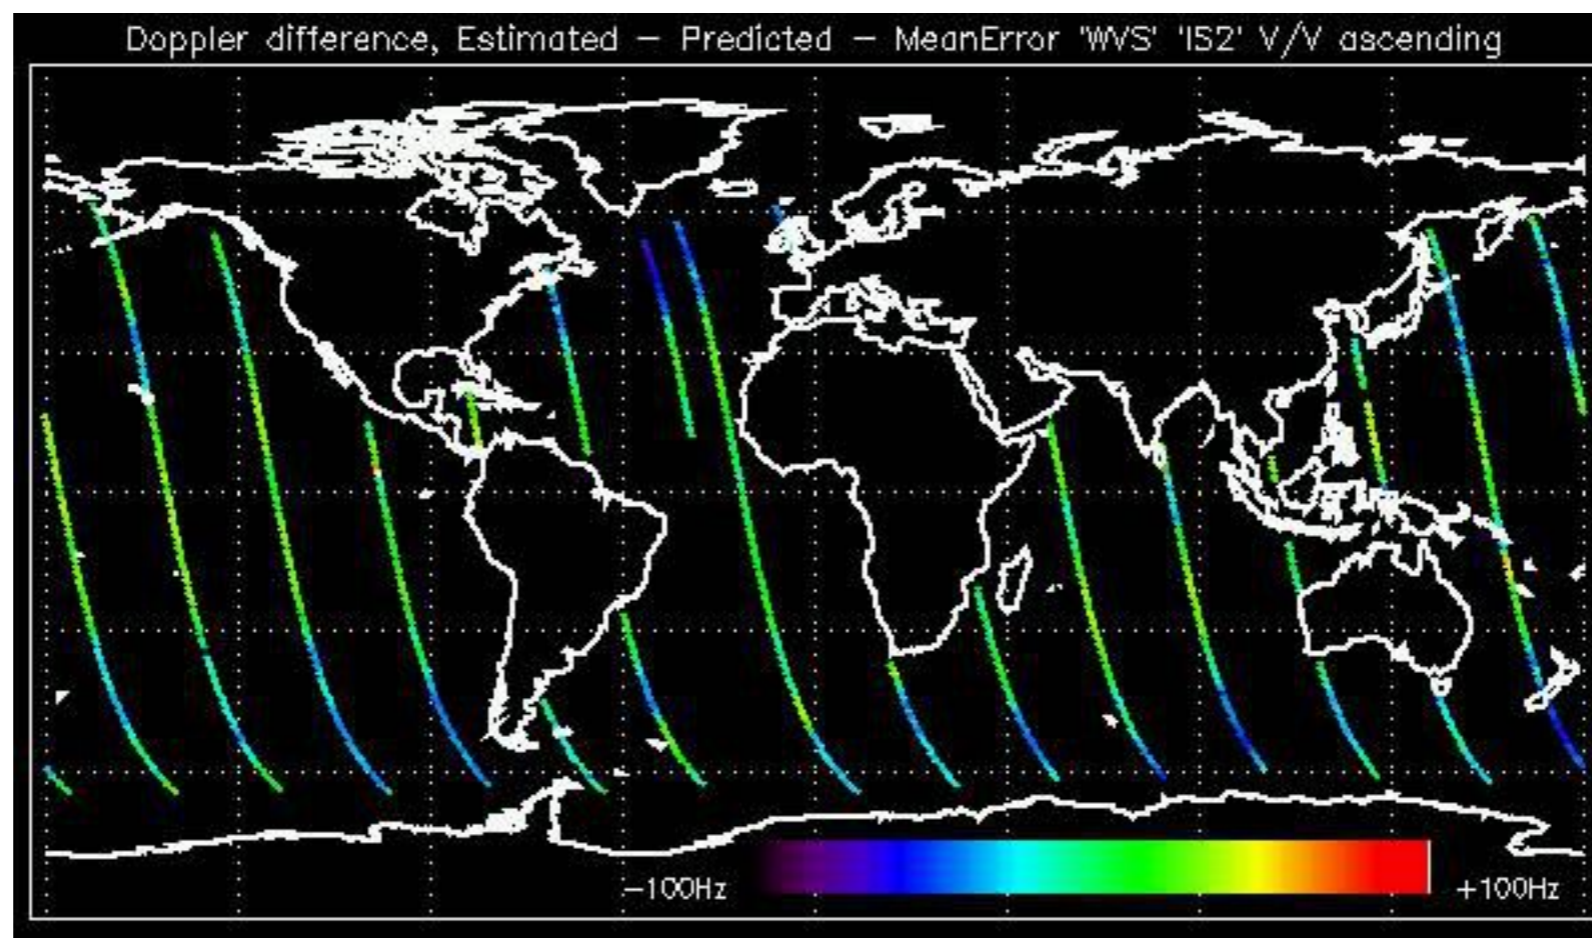 Doppler difference, Estimated – Predicted – MeanError 'WVS' 'IS2' V/V ascending
–100Hz
+100Hz